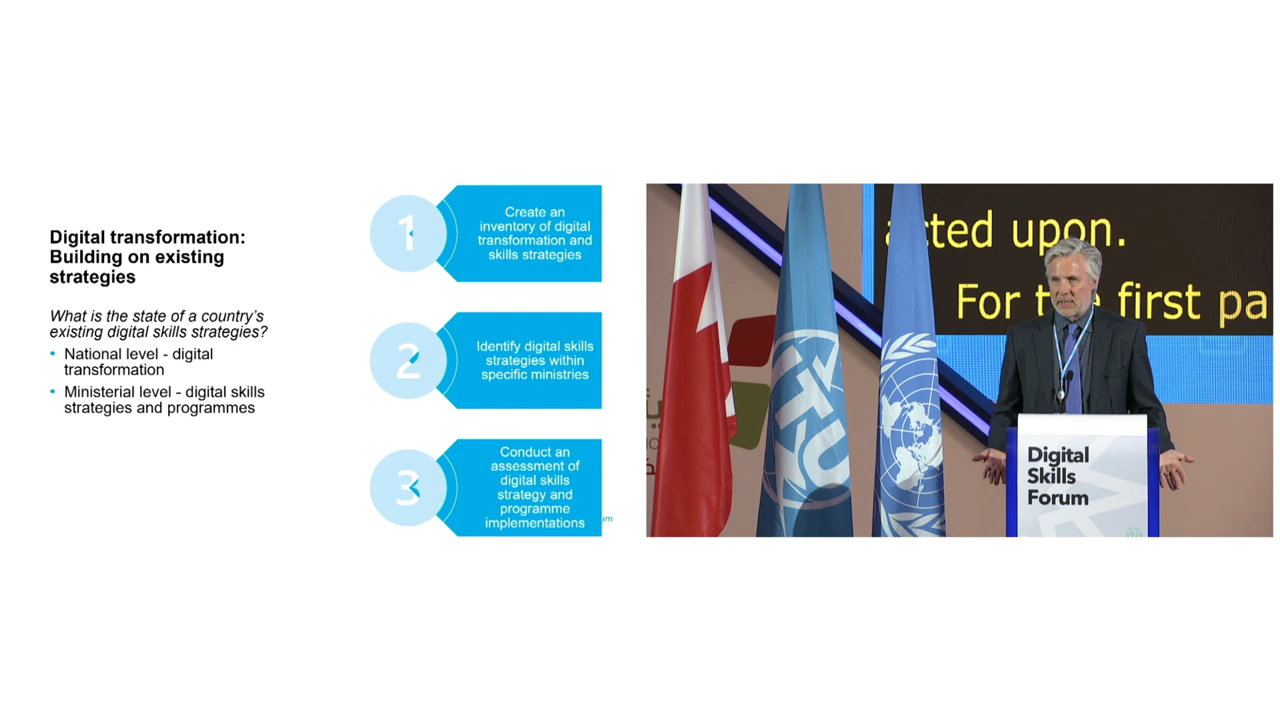 Digital transformation:
Building on existing
strategies
What is the state of a country's
existing digital skills strategies?
• National level - digital
transformation
• Ministerial level - digital skills
strategies and programmes
1
Create an
inventory of digital
transformation and
skills strategies
2
Identify digital skills
strategies within
specific ministries
3
Conduct an
assessment of
digital skills
strategy and
programme
implementations
um
acted upon.
For the first pa
ITU
Digital
Skills
Forum